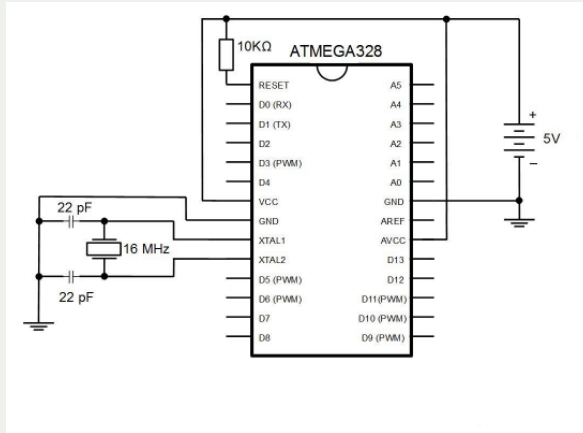 10KΩ
ATMEGA328
RESET
D0 (RX)
D1 (TX)
D2
D3 (PWM)
D4
VCC
GND
XTAL1
XTAL2
D5 (PWM)
D6 (PWM)
D7
D8
A5
A4
A3
A2
A1
A0
GND
AREF
AVCC
D13
D12
D11(PWM)
D10 (PWM)
D9 (PWM)
+
5V
−
22 pF
16 MHz
22 pF